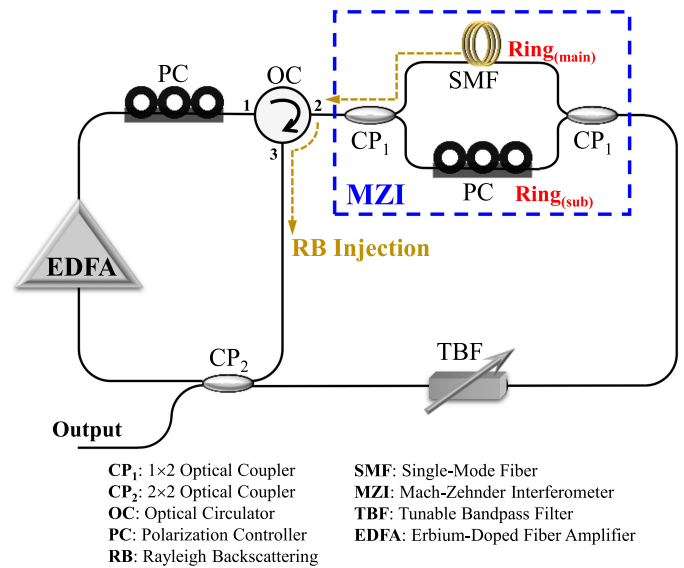 PC
OC
1
2
3
SMF
Ring(main)
CP1
CP1
PC
Ring(sub)
MZI
RB Injection
EDFA
CP2
TBF
Output
CP1: 1×2 Optical Coupler
CP2: 2×2 Optical Coupler
OC: Optical Circulator
PC: Polarization Controller
RB: Rayleigh Backscattering
SMF: Single-Mode Fiber
MZI: Mach-Zehnder Interferometer
TBF: Tunable Bandpass Filter
EDFA: Erbium-Doped Fiber Amplifier